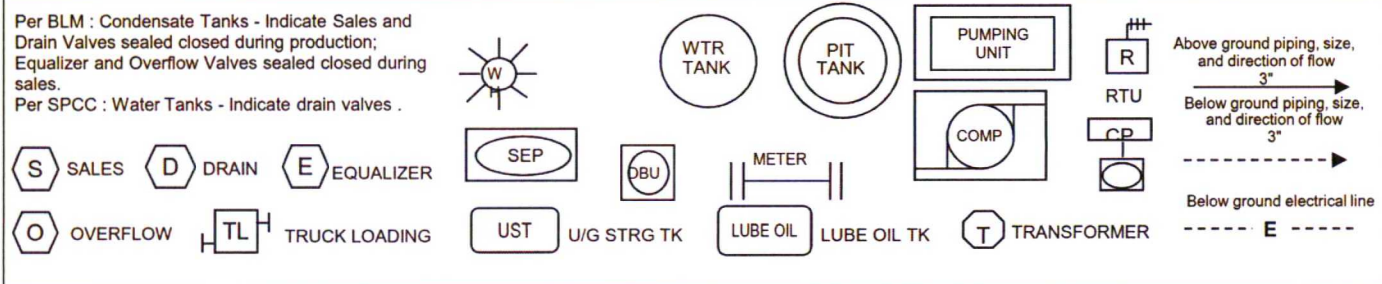 Per BLM : Condensate Tanks - Indicate Sales and
Drain Valves sealed closed during production;
Equalizer and Overflow Valves sealed closed during
sales.
Per SPCC : Water Tanks - Indicate drain valves .
W
H
WTR
TANK
PIT
TANK
PUMPING
UNIT
R
RTU
Above ground piping, size,
and direction of flow
3"
Below ground piping, size,
and direction of flow
3"
COMP
CP
S SALES
D DRAIN
E EQUALIZER
SEP
DBU
METER
Below ground electrical line
E
O OVERFLOW
TL TRUCK LOADING
UST U/G STRG TK
LUBE OIL LUBE OIL TK
T TRANSFORMER